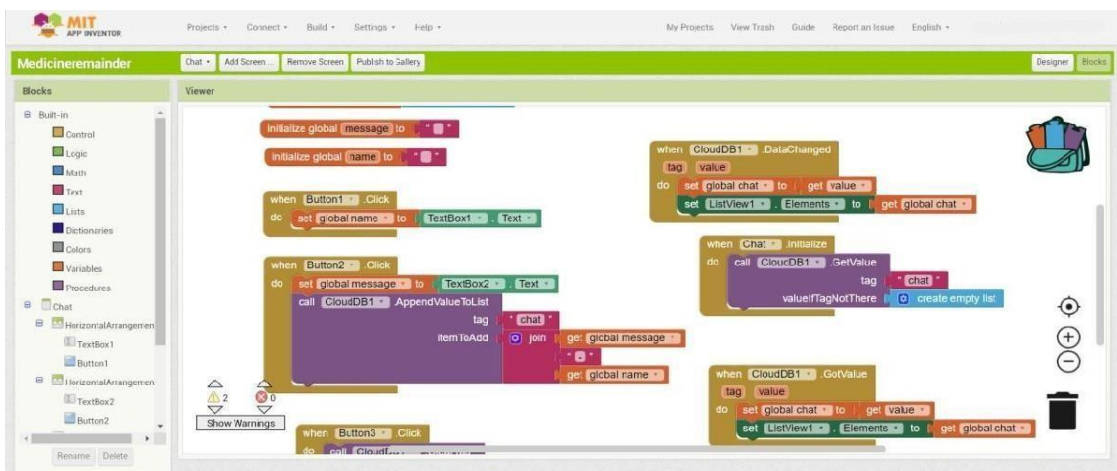 MIT
APP INVENTOR
Projects Connect Build Settings Help My Projects View Trash Guide Report an Issue English
Medicineremainder
Chat Add Screen... Remove Screen Publish to Gallery Designer Blocks
Blocks
Viewer
Built-in
Control
Logic
Math
Text
Lists
Dictionaries
Colors
Variables
Procedures
Chat
HorizontalArrangemen
TextBox1
Button1
HorizontalArrangemen
TextBox2
Button2
Rename Delete
initialize global message to " "
initialize global name to " "
when Button1 .Click
do set global name to TextBox1 . Text
when Button2 .Click
do set global message to TextBox2 . Text
call CloudDB1 .AppendValueToList
tag " chat "
itemToAdd join get global message
get global name
2 0
Show Warnings
when Button3 .Click
do call
when CloudDB1 .DataChanged
tag value
do set global chat to get value
set ListView1 . Elements to get global chat
when Chat .Initialize
do call CloudDB1 .GetValue
tag " chat "
valueIfTagNotThere create empty list
when CloudDB1 .GotValue
tag value
do set global chat to get value
set ListView1 . Elements to get global chat